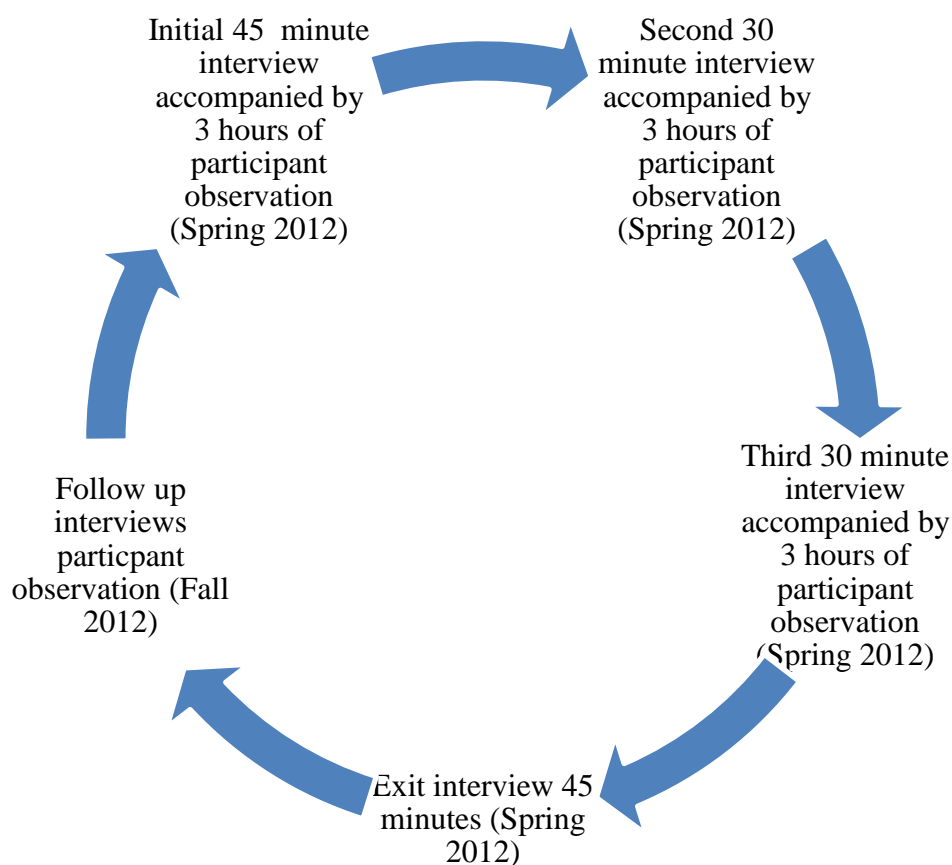 Initial 45 minute
interview
accompanied by
3 hours of
participant
observation
(Spring 2012)
Second 30
minute interview
accompanied by
3 hours of
participant
observation
(Spring 2012)
Third 30 minute
interview
accompanied by
3 hours of
participant
observation
(Spring 2012)
Exit interview 45
minutes (Spring
2012)
Follow up
interviews
particpant
observation (Fall
2012)